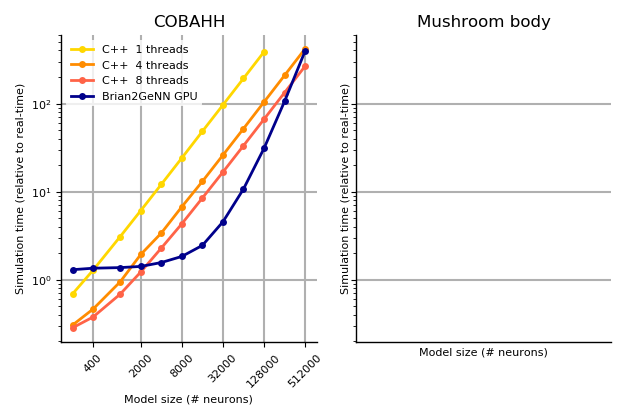 COBAHH
C++ 1 threads
C++ 4 threads
C++ 8 threads
Brian2GeNN GPU
Simulation time (relative to real-time)
10²
10¹
10⁰
400
2000
8000
32000
128000
512000
Model size (# neurons)
Mushroom body
Simulation time (relative to real-time)
Model size (# neurons)